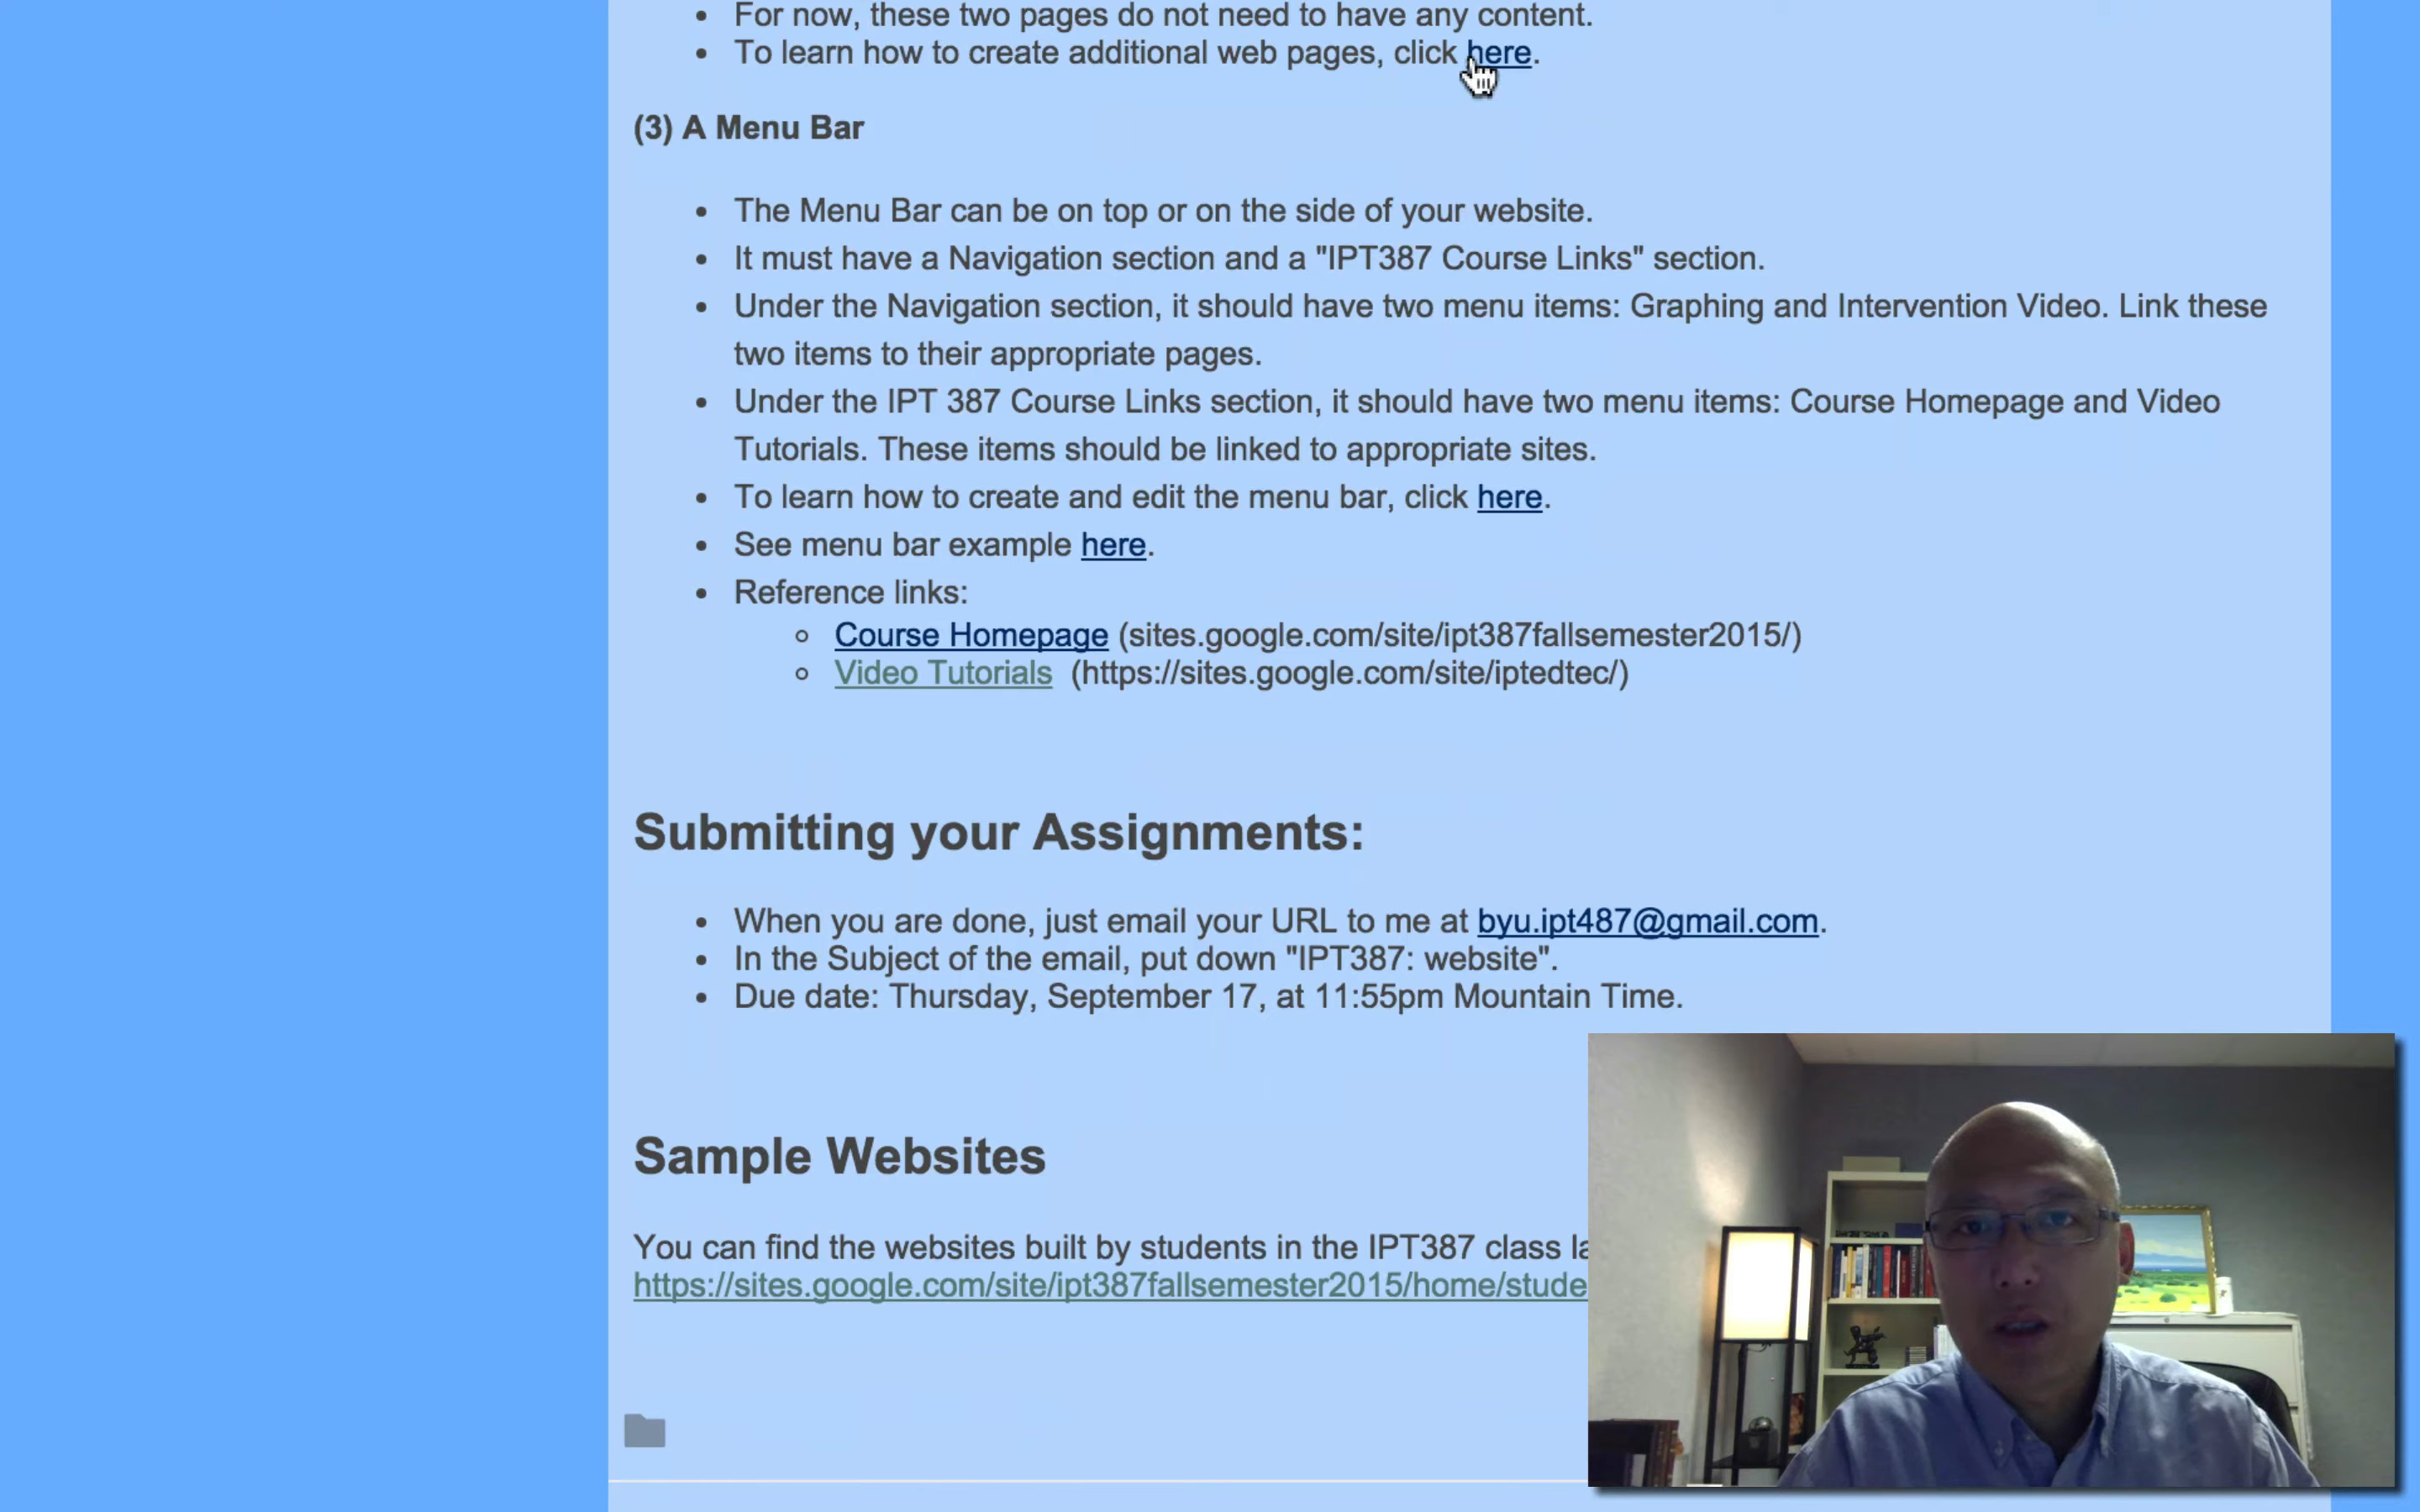 For now, these two pages do not need to have any content.
To learn how to create additional web pages, click here.
(3) A Menu Bar
The Menu Bar can be on top or on the side of your website.
It must have a Navigation section and a "IPT387 Course Links" section.
Under the Navigation section, it should have two menu items: Graphing and Intervention Video. Link these
two items to their appropriate pages.
Under the IPT 387 Course Links section, it should have two menu items: Course Homepage and Video
Tutorials. These items should be linked to appropriate sites.
To learn how to create and edit the menu bar, click here.
See menu bar example here.
Reference links:
Course Homepage (sites.google.com/site/ipt387fallsemester2015/)
Video Tutorials (https://sites.google.com/site/iptedtec/)
Submitting your Assignments:
When you are done, just email your URL to me at byu.ipt487@gmail.com.
In the Subject of the email, put down "IPT387: website".
Due date: Thursday, September 17, at 11:55pm Mountain Time.
Sample Websites
You can find the websites built by students in the IPT387 class
https://sites.google.com/site/ipt387fallsemester2015/home/stude